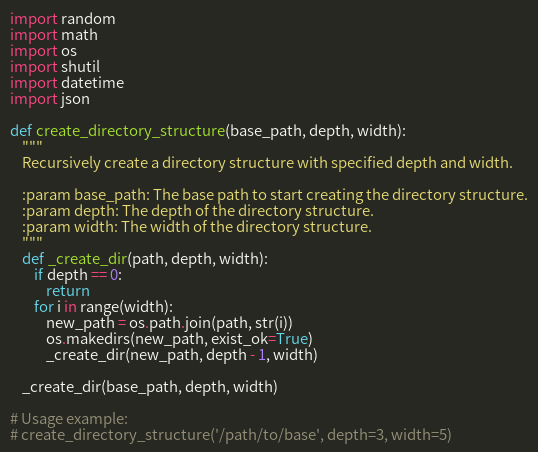 import random
import math
import os
import shutil
import datetime
import json

def create_directory_structure(base_path, depth, width):
    """
    Recursively create a directory structure with specified depth and width.

    :param base_path: The base path to start creating the directory structure.
    :param depth: The depth of the directory structure.
    :param width: The width of the directory structure.
    """
    def _create_dir(path, depth, width):
        if depth == 0:
            return
        for i in range(width):
            new_path = os.path.join(path, str(i))
            os.makedirs(new_path, exist_ok=True)
            _create_dir(new_path, depth - 1, width)

    _create_dir(base_path, depth, width)

# Usage example:
# create_directory_structure('/path/to/base', depth=3, width=5)